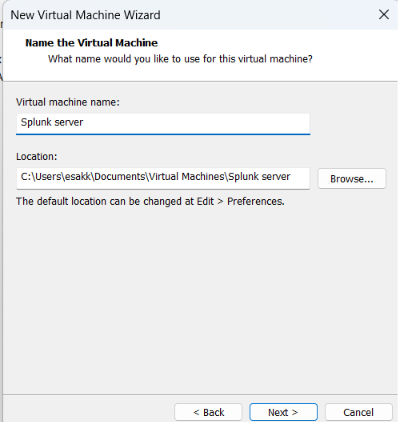 New Virtual Machine Wizard
Name the Virtual Machine
What name would you like to use for this virtual machine?
Virtual machine name:
Splunk server
Location:
C:\Users\esakk\Documents\Virtual Machines\Splunk server
Browse...
The default location can be changed at Edit > Preferences.
< Back
Next >
Cancel